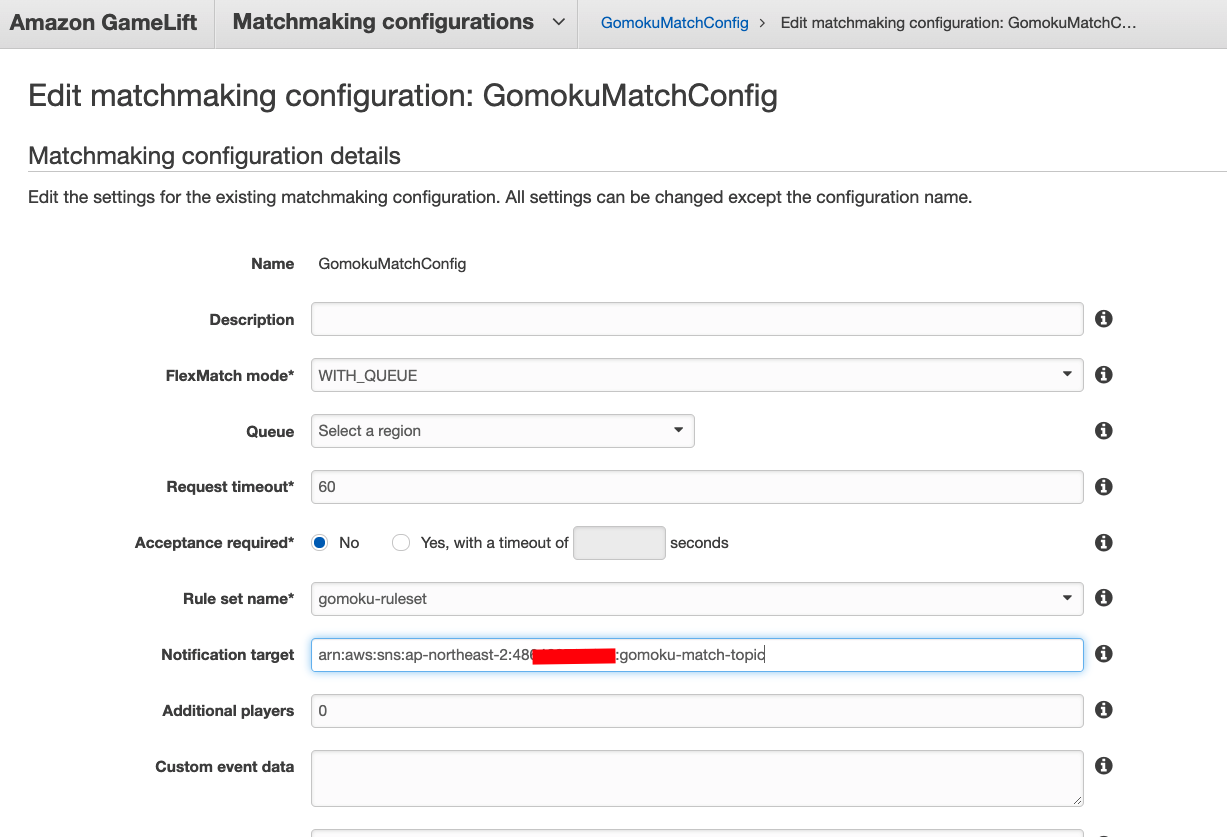 Amazon GameLift Matchmaking configurations GomokuMatchConfig > Edit matchmaking configuration: GomokuMatchC...
Edit matchmaking configuration: GomokuMatchConfig
Matchmaking configuration details
Edit the settings for the existing matchmaking configuration. All settings can be changed except the configuration name.
Name GomokuMatchConfig
Description
FlexMatch mode* WITH_QUEUE
Queue Select a region
Request timeout* 60
Acceptance required* No Yes, with a timeout of seconds
Rule set name* gomoku-ruleset
Notification target arn:aws:sns:ap-northeast-2:48 :gomoku-match-topic
Additional players 0
Custom event data